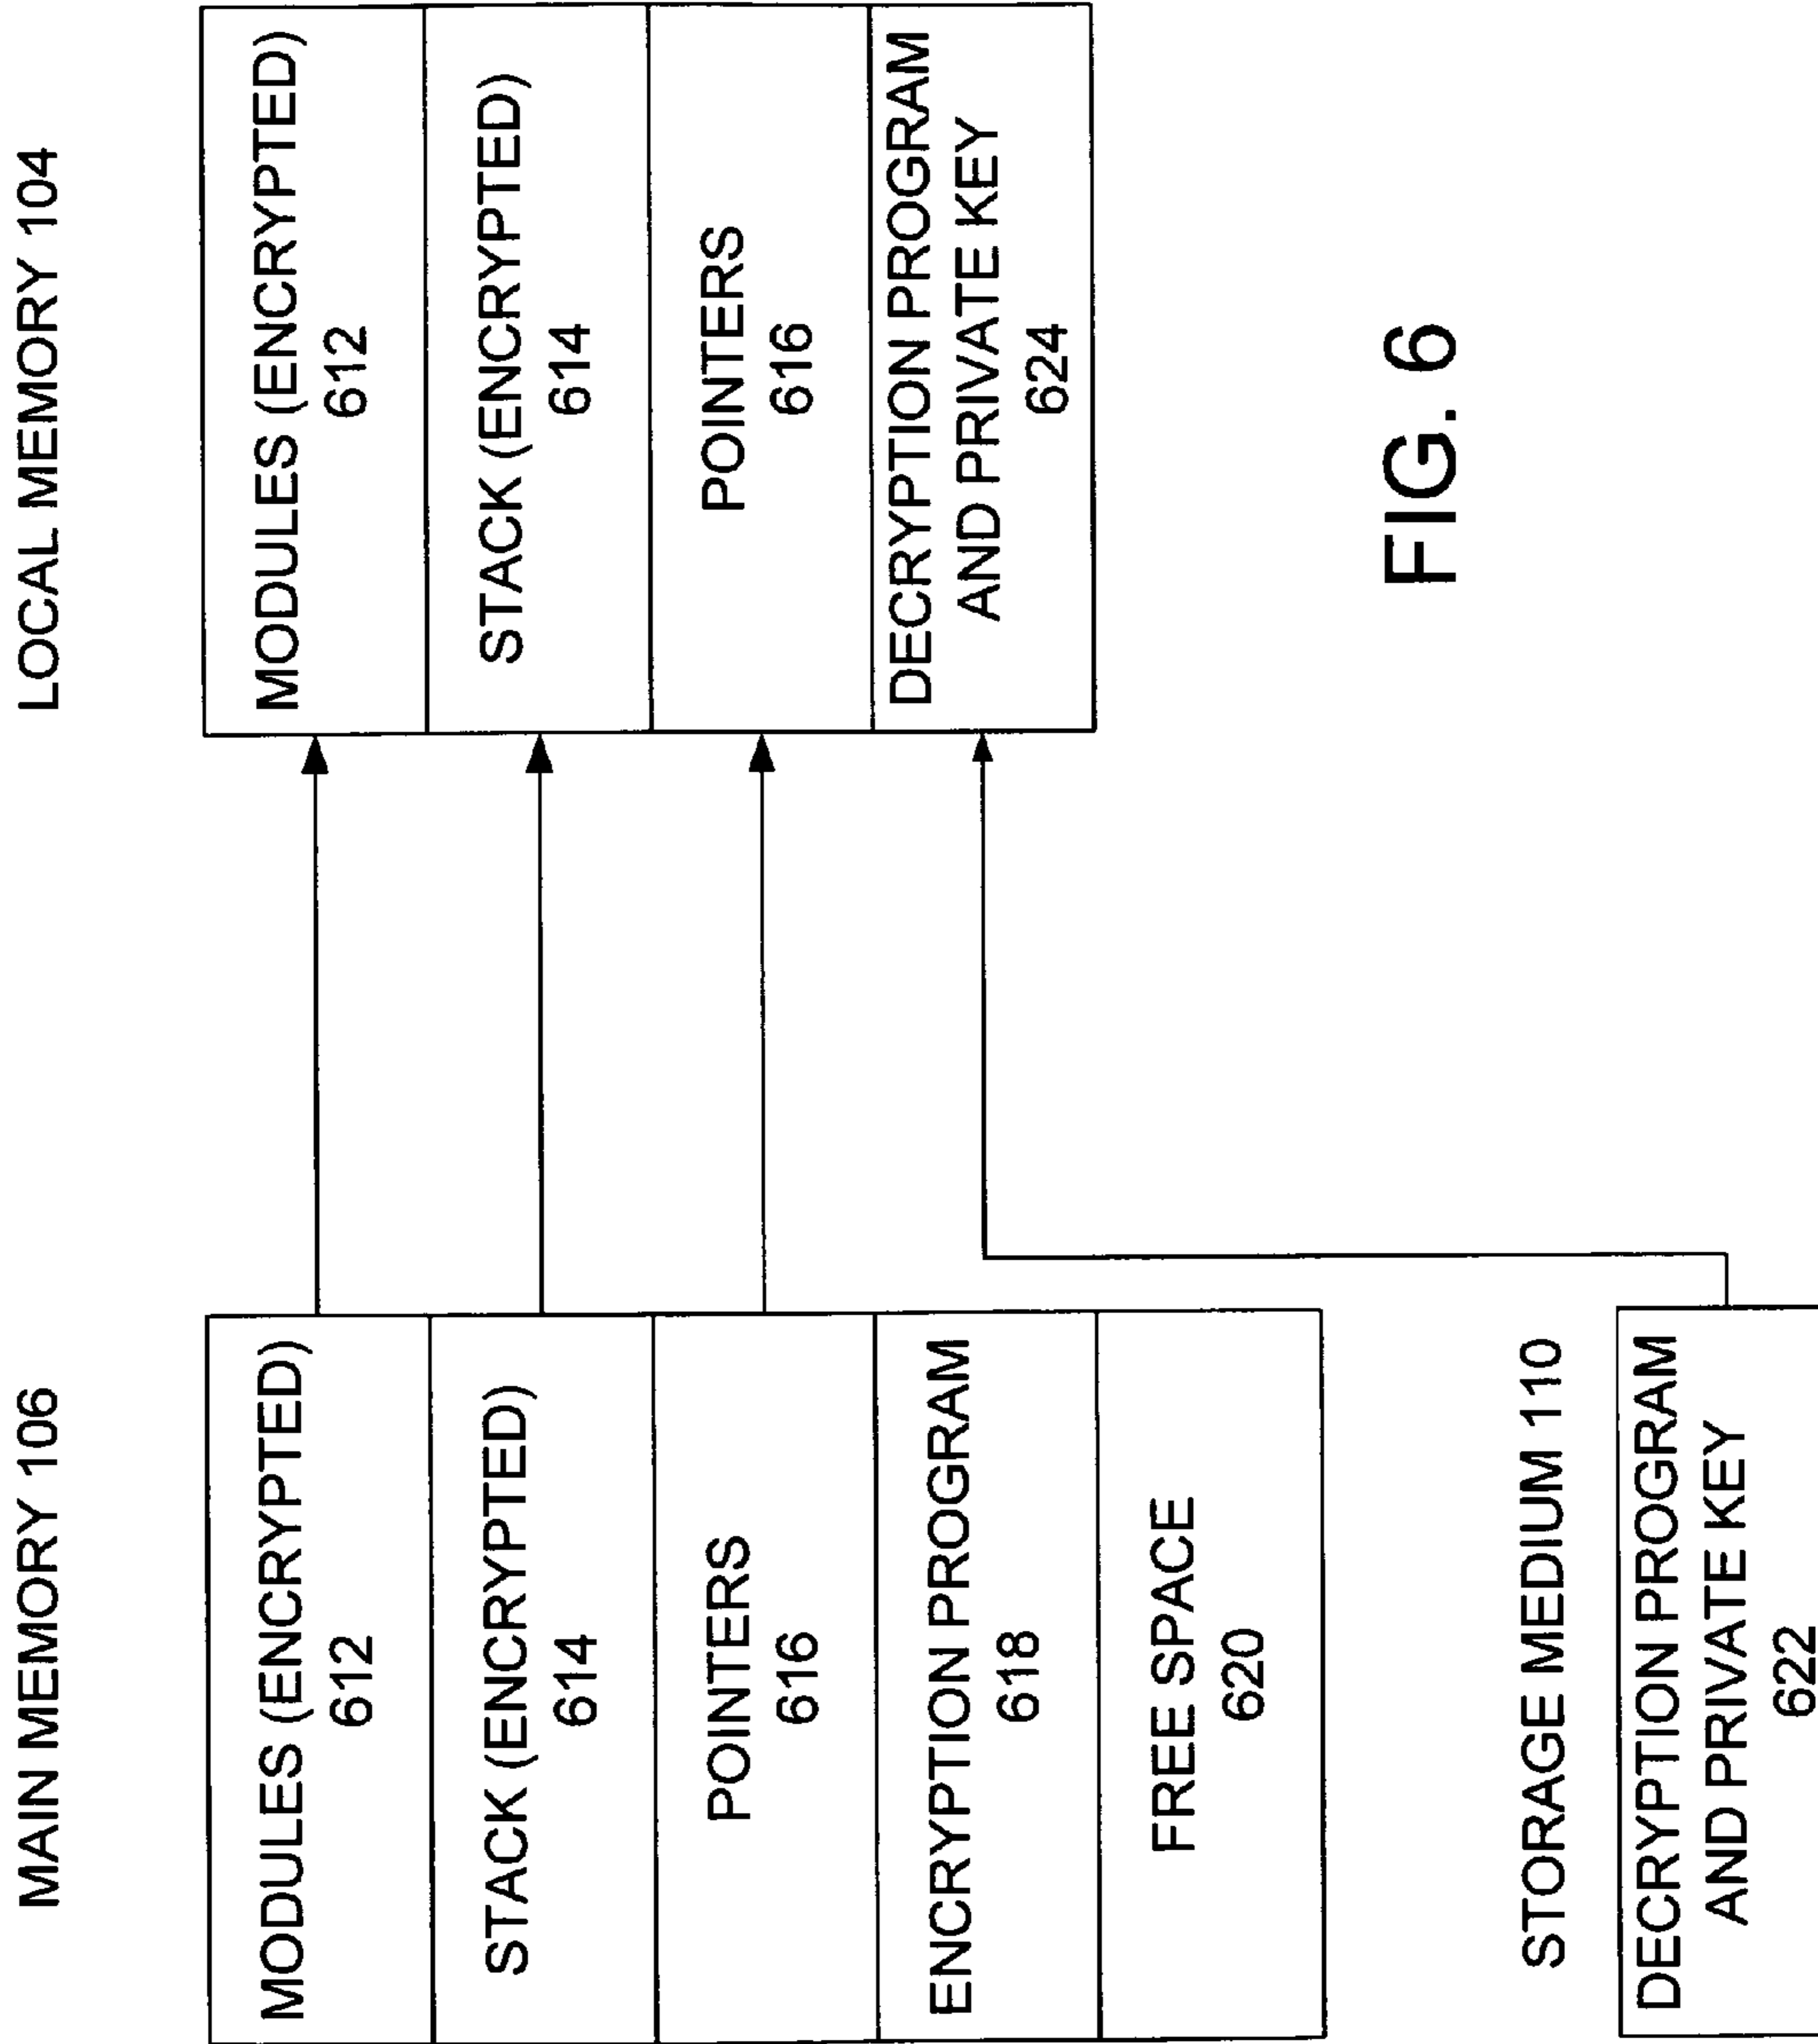 MAIN MEMORY 106
MODULES (ENCRYPTED)
612
STACK (ENCRYPTED)
614
POINTERS
616
ENCRYPTION PROGRAM
618
FREE SPACE
620
STORAGE MEDIUM 110
DECRYPTION PROGRAM
AND PRIVATE KEY
622
LOCAL MEMORY 104
MODULES (ENCRYPTED)
612
STACK (ENCRYPTED)
614
POINTERS
616
DECRYPTION PROGRAM
AND PRIVATE KEY
624
FIG. 6